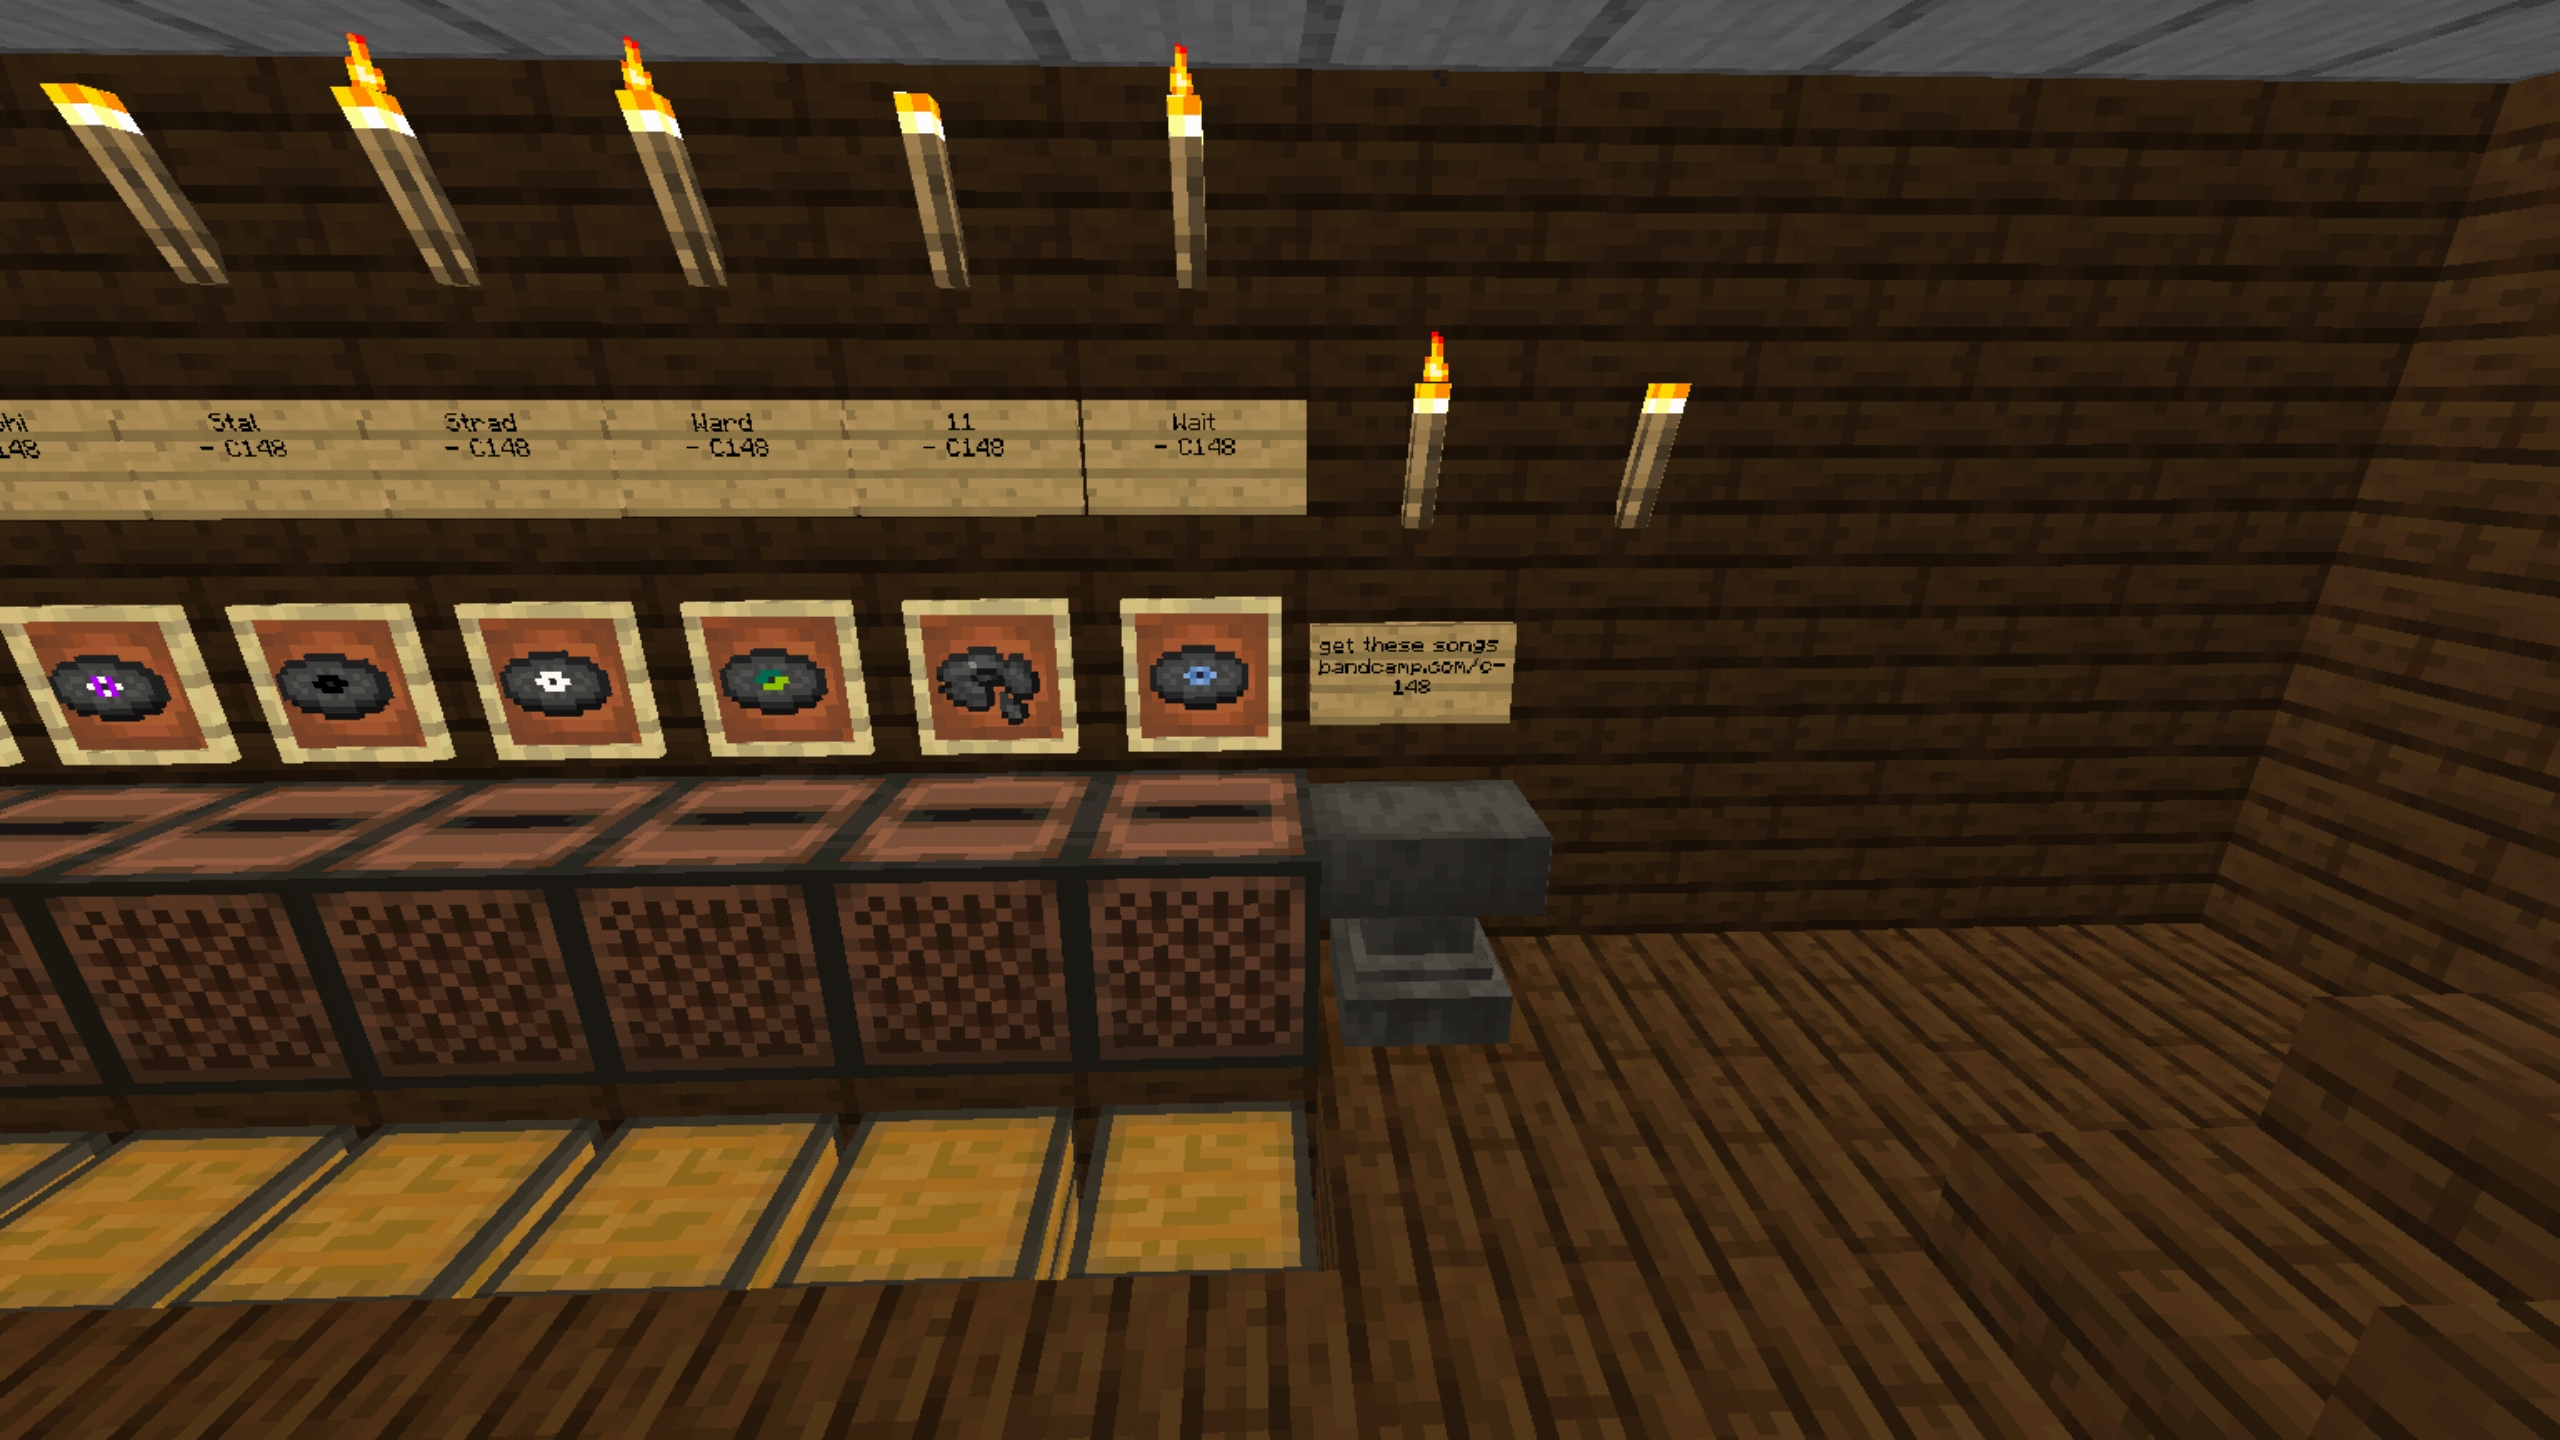 Stal
- C148
Strad
- C148
Ward
- C148
11
- C148
Wait
- C148
get these songs
bandcamp.com/c-
148